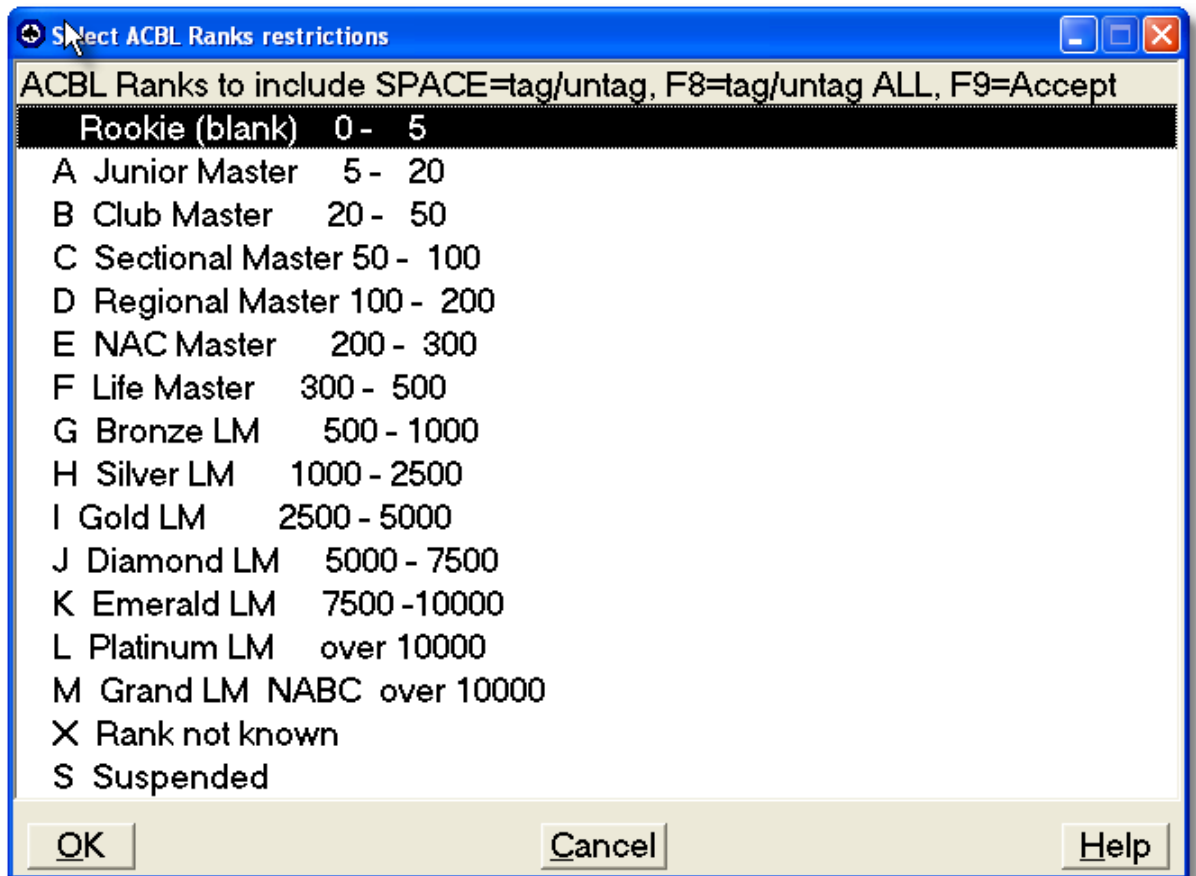 Select ACBL Ranks restrictions
ACBL Ranks to include SPACE=tag/untag, F8=tag/untag ALL, F9=Accept
Rookie (blank) 0 - 5
A Junior Master 5 - 20
B Club Master 20 - 50
C Sectional Master 50 - 100
D Regional Master 100 - 200
E NAC Master 200 - 300
F Life Master 300 - 500
G Bronze LM 500 - 1000
H Silver LM 1000 - 2500
I Gold LM 2500 - 5000
J Diamond LM 5000 - 7500
K Emerald LM 7500 -10000
L Platinum LM over 10000
M Grand LM NABC over 10000
X Rank not known
S Suspended
OK Cancel Help